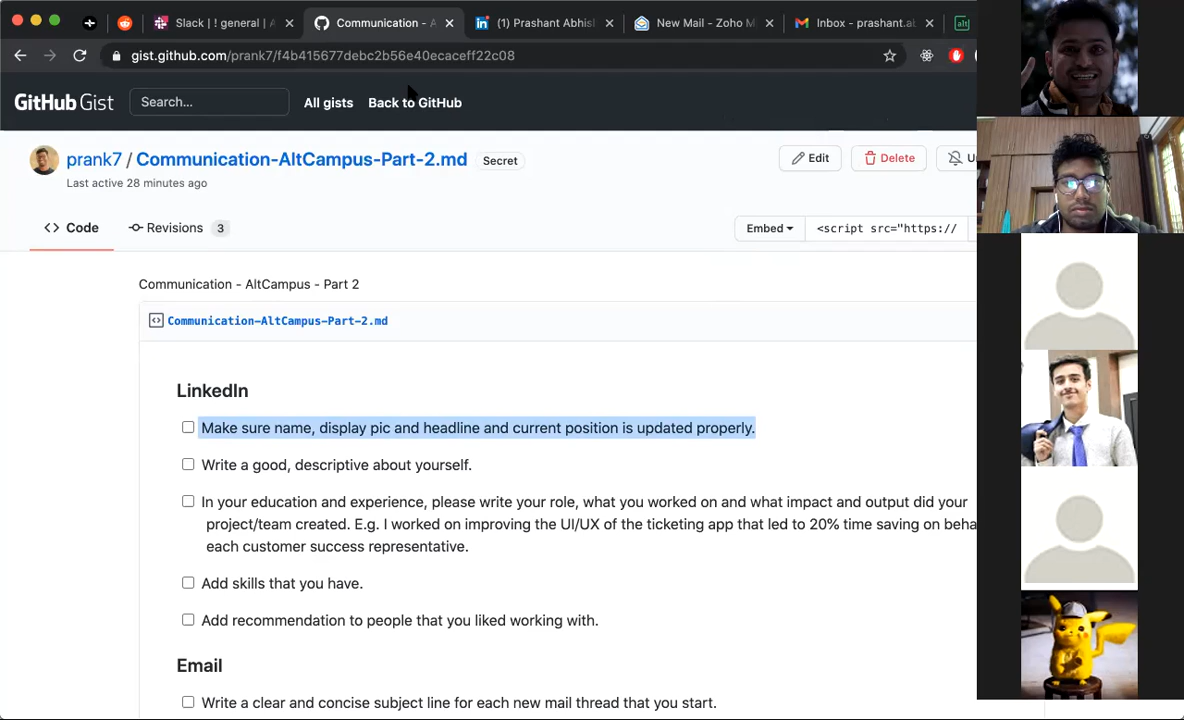 Slack | ! general | A
Communication - A
(1) Prashant Abhis
New Mail - Zoho M
Inbox - prashant.a
alt
gist.github.com/prank7/f4b415677debc2b56e40ecaceff22c08
GitHub Gist
Search...
All gists
Back to GitHub
prank7 / Communication-AltCampus-Part-2.md
Secret
Edit
Delete
U
Last active 28 minutes ago
Code
Revisions 3
Embed
<script src="https://
Communication - AltCampus - Part 2
Communication-AltCampus-Part-2.md
LinkedIn
Make sure name, display pic and headline and current position is updated properly.
Write a good, descriptive about yourself.
In your education and experience, please write your role, what you worked on and what impact and output did your
project/team created. E.g. I worked on improving the UI/UX of the ticketing app that led to 20% time saving on beha
each customer success representative.
Add skills that you have.
Add recommendation to people that you liked working with.
Email
Write a clear and concise subject line for each new mail thread that you start.